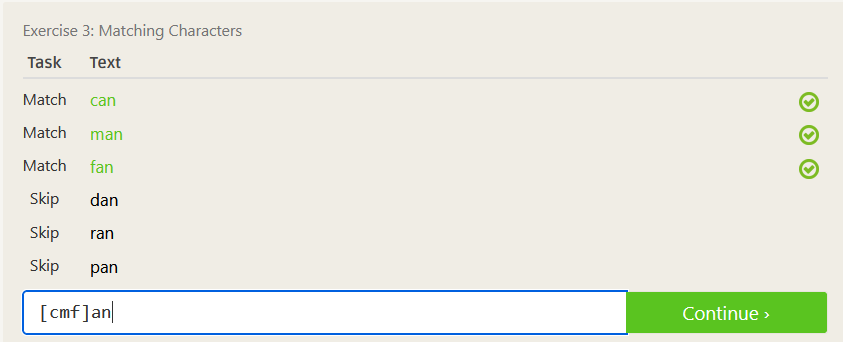 Exercise 3: Matching Characters
Task Text
Match can
Match man
Match fan
Skip dan
Skip ran
Skip pan
[cmf]an
Continue ›